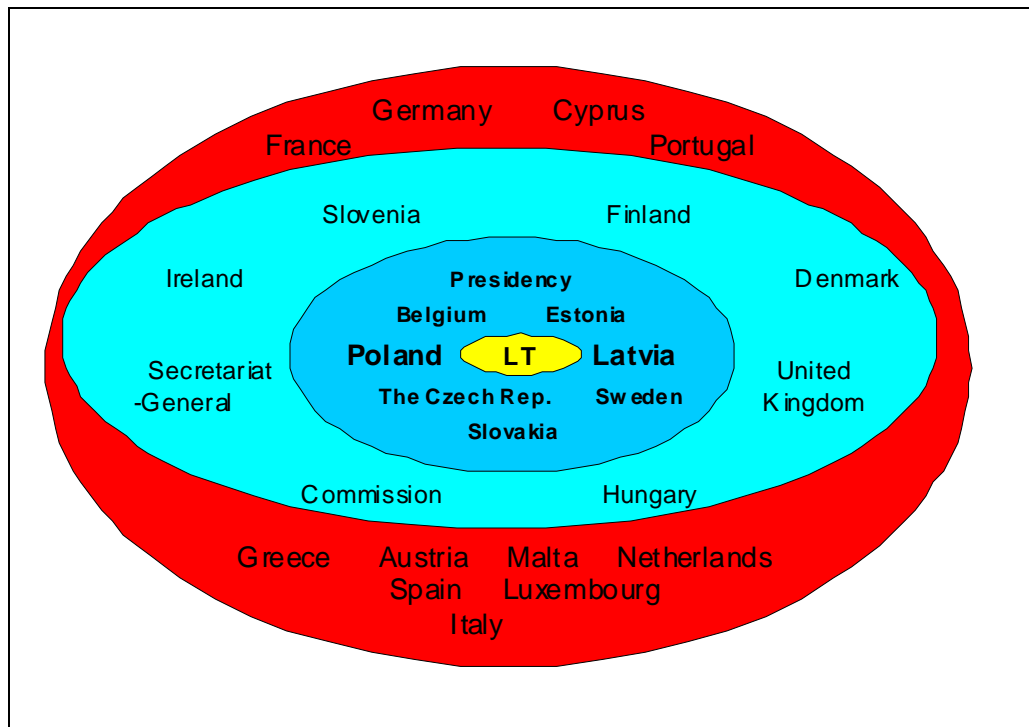 Germany Cyprus
France Portugal
Slovenia Finland
Ireland Denmark
Presidency
Belgium Estonia
Poland LT Latvia
Secretariat United
-General Kingdom
The Czech Rep. Sweden
Slovakia
Commission Hungary
Greece Austria Malta Netherlands
Spain Luxembourg
Italy